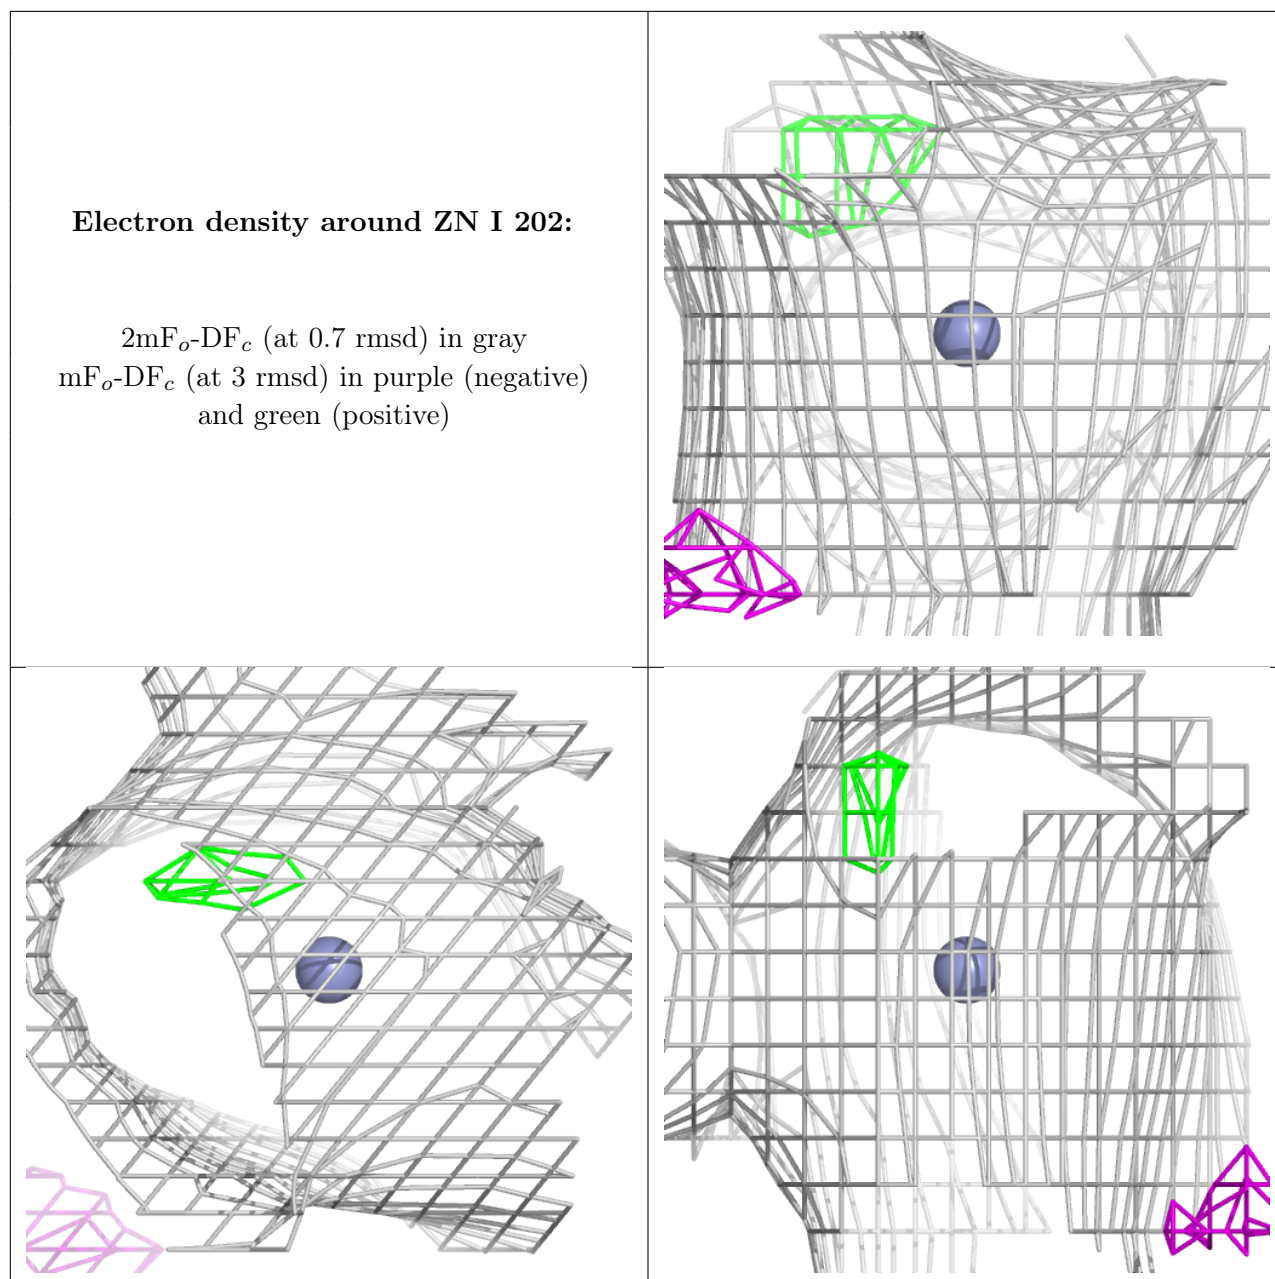 Electron density around ZN I 202:
2mFo-DFc (at 0.7 rmsd) in gray
mFo-DFc (at 3 rmsd) in purple (negative)
and green (positive)